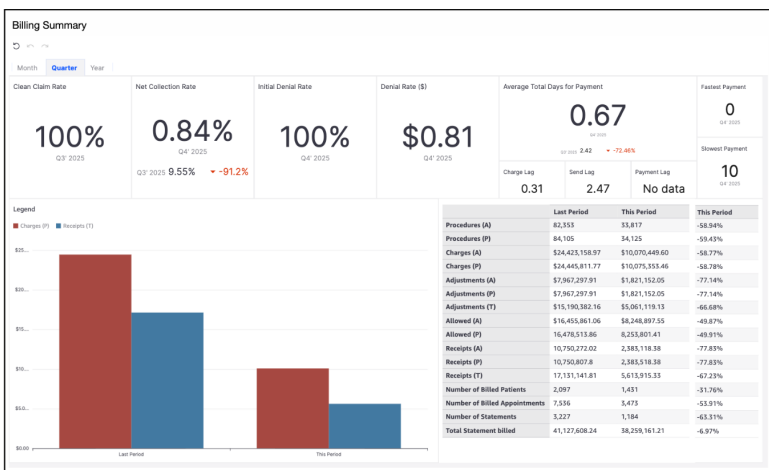 Billing Summary
Month Quarter Year
Clean Claim Rate
100%
Q3' 2025
Net Collection Rate
0.84%
Q4' 2025
Q3' 2025 9.55% -91.2%
Initial Denial Rate
100%
Q4' 2025
Denial Rate ($)
$0.81
Q4' 2025
Average Total Days for Payment
0.67
Q4' 2025
Q3' 2025 2.42 -72.46%
Charge Lag
0.31
Send Lag
2.47
Payment Lag
No data
Fastest Payment
0
Q4' 2025
Slowest Payment
10
Q4' 2025
Legend
Charges (P) Receipts (T)
$25...
$20...
$15...
$10...
$5.0...
$0.00
Last Period This Period
Last Period This Period This Period
Procedures (A) 82,353 33,817 -58.94%
Procedures (P) 84,105 34,125 -59.43%
Charges (A) $24,423,158.97 $10,070,449.60 -58.77%
Charges (P) $24,445,811.77 $10,075,353.46 -58.78%
Adjustments (A) $7,967,297.91 $1,821,152.05 -77.14%
Adjustments (P) $7,967,297.91 $1,821,152.05 -77.14%
Adjustments (T) $15,190,382.16 $5,061,119.13 -66.68%
Allowed (A) $16,455,861.06 $8,248,897.55 -49.87%
Allowed (P) 16,478,513.86 8,253,801.41 -49.91%
Receipts (A) 10,750,272.02 2,383,118.38 -77.83%
Receipts (P) 10,750,807.8 2,383,518.38 -77.83%
Receipts (T) 17,131,141.81 5,613,915.33 -67.23%
Number of Billed Patients 2,097 1,431 -31.76%
Number of Billed Appointments 7,536 3,473 -53.91%
Number of Statements 3,227 1,184 -63.31%
Total Statement billed 41,127,608.24 38,259,161.21 -6.97%